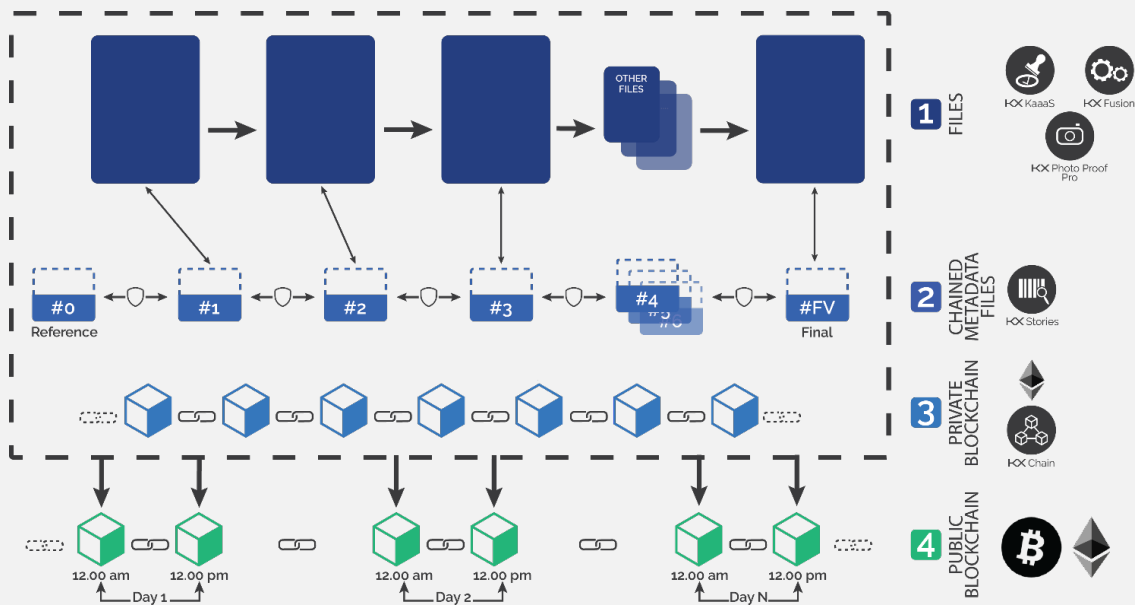 OTHER
FILES
1
FILES
KX KaaaS
KX Fusion
KX Photo Proof
Pro
#0
#1
#2
#3
#4
#5
#6
#FV
Reference
Final
2
CHAINED
METADATA
FILES
KX Stories
3
PRIVATE
BLOCKCHAIN
KX Chain
4
PUBLIC
BLOCKCHAIN
12.00 am
12.00 pm
12.00 am
12.00 pm
12.00 am
12.00 pm
Day 1
Day 2
Day N